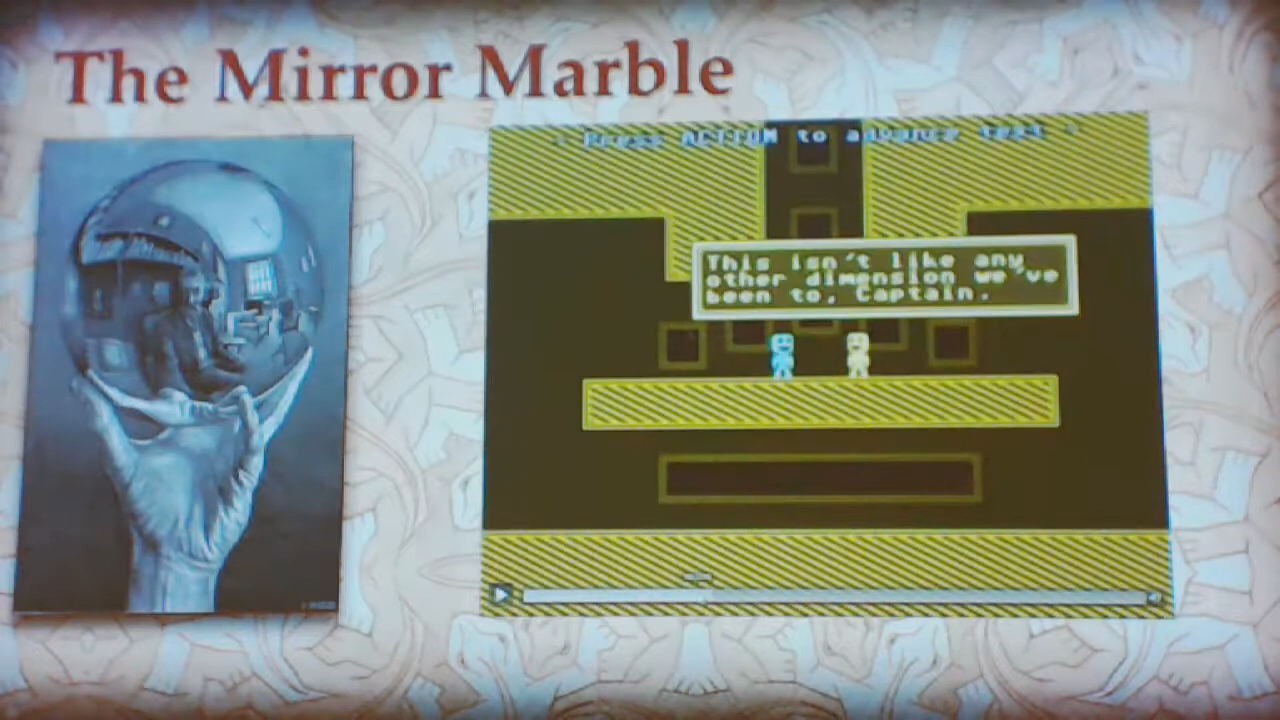 The Mirror Marble
- Press ACTION to advance text -
This isn't like any
other dimension we've
been to, Captain.